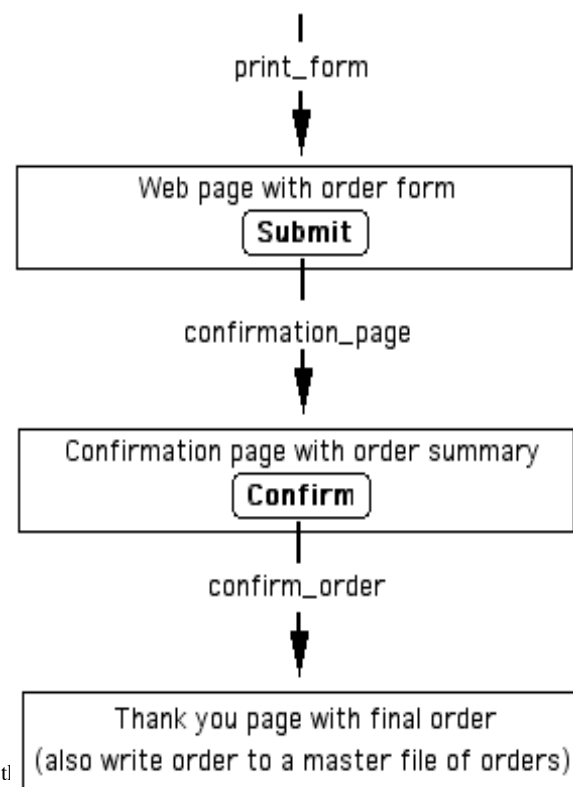 print_form
Web page with order form
Submit
confirmation_page
Confirmation page with order summary
Confirm
confirm_order
Thank you page with final order
(also write order to a master file of orders)